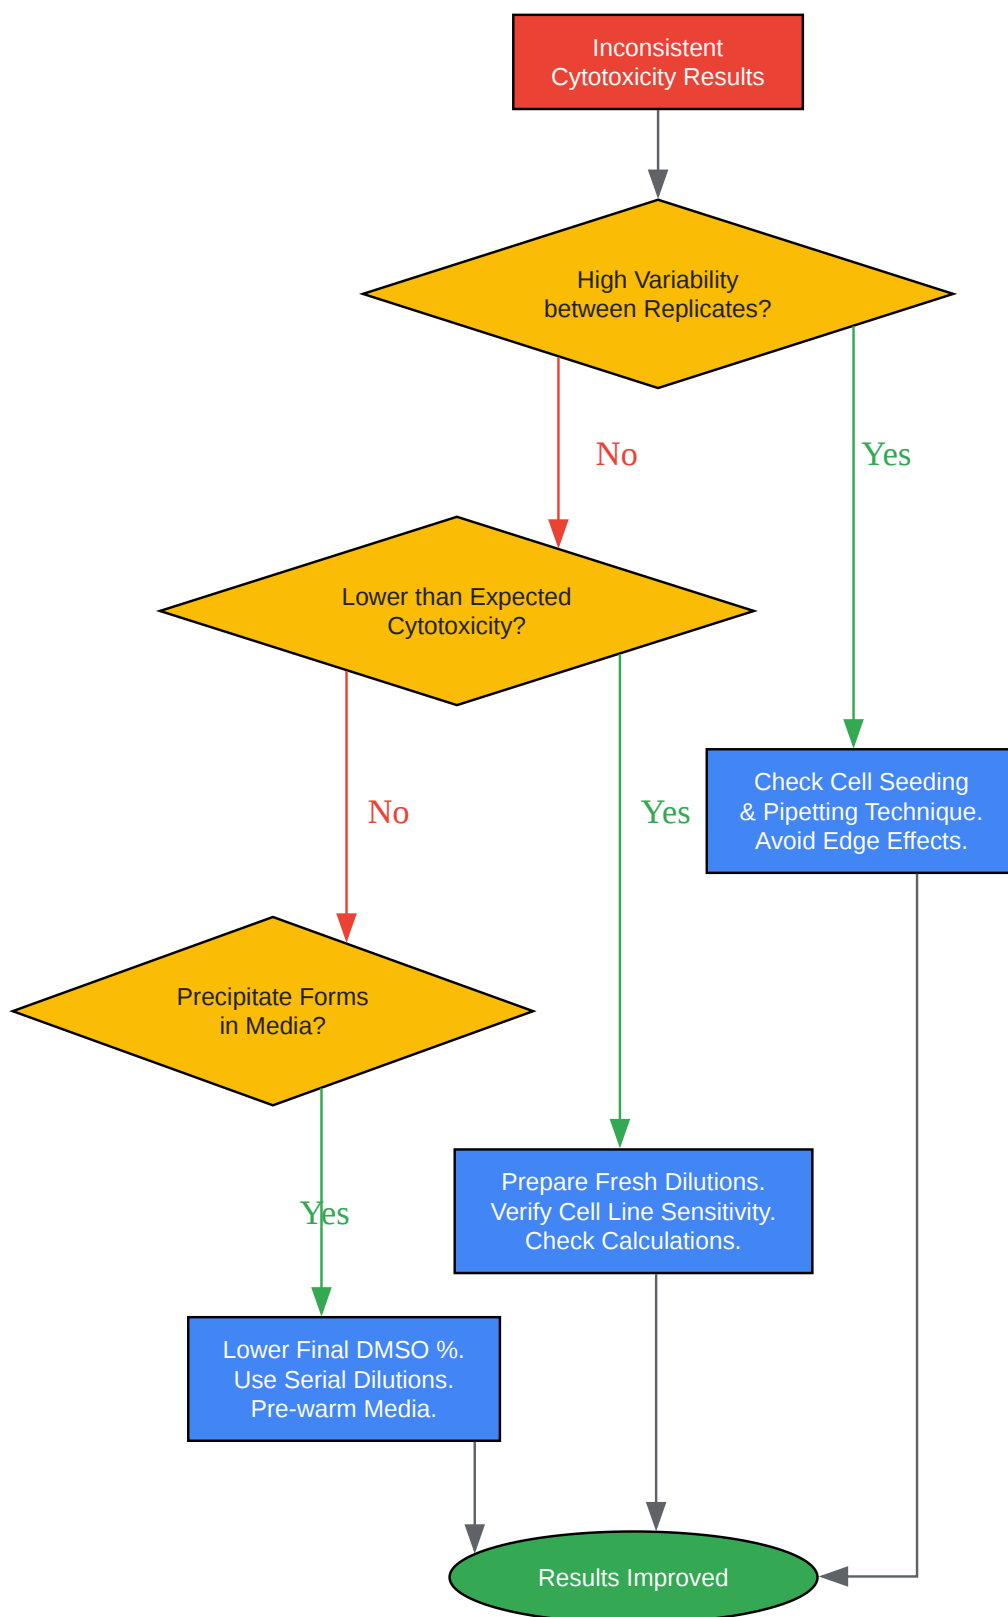 Inconsistent
Cytotoxicity Results
High Variability
between Replicates?
No
Yes
Lower than Expected
Cytotoxicity?
Check Cell Seeding
& Pipetting Technique.
Avoid Edge Effects.
No
Yes
Precipitate Forms
in Media?
Prepare Fresh Dilutions.
Verify Cell Line Sensitivity.
Check Calculations.
Yes
Lower Final DMSO %.
Use Serial Dilutions.
Pre-warm Media.
Results Improved